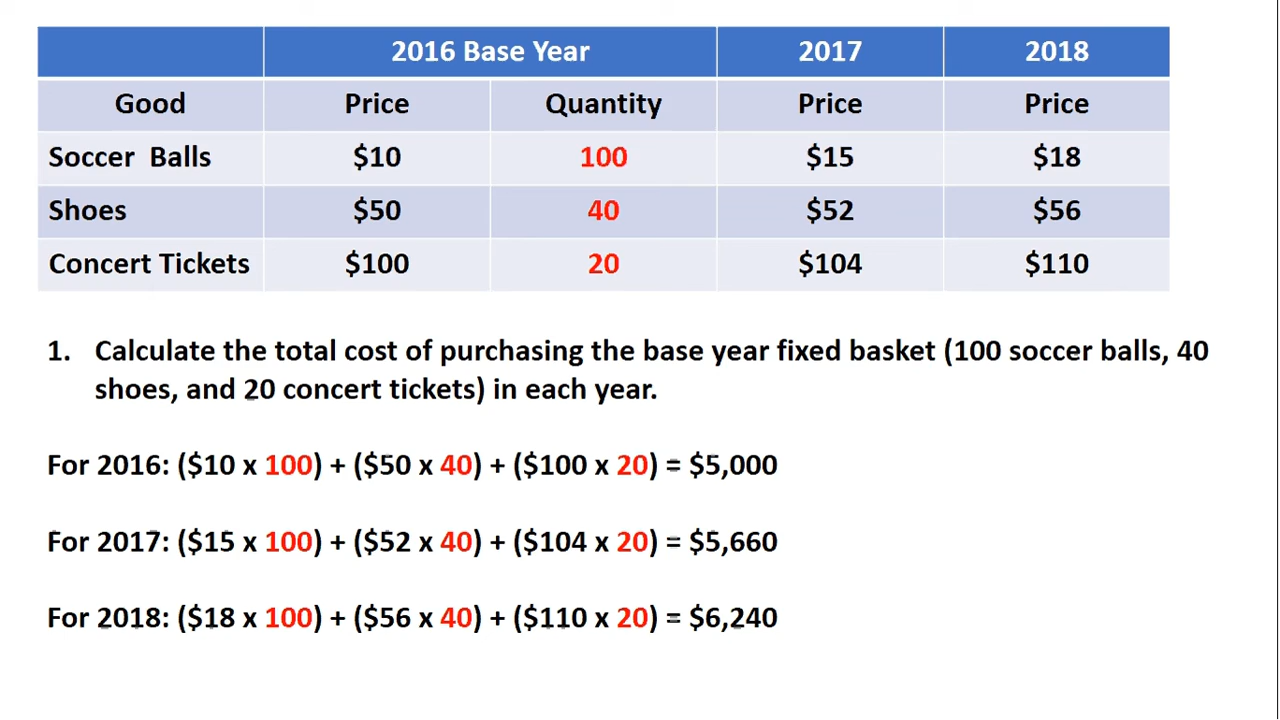 2016 Base Year 2017 2018
Good Price Quantity Price Price
Soccer Balls $10 100 $15 $18
Shoes $50 40 $52 $56
Concert Tickets $100 20 $104 $110
1. Calculate the total cost of purchasing the base year fixed basket (100 soccer balls, 40
shoes, and 20 concert tickets) in each year.
For 2016: ($10 x 100) + ($50 x 40) + ($100 x 20) = $5,000
For 2017: ($15 x 100) + ($52 x 40) + ($104 x 20) = $5,660
For 2018: ($18 x 100) + ($56 x 40) + ($110 x 20) = $6,240